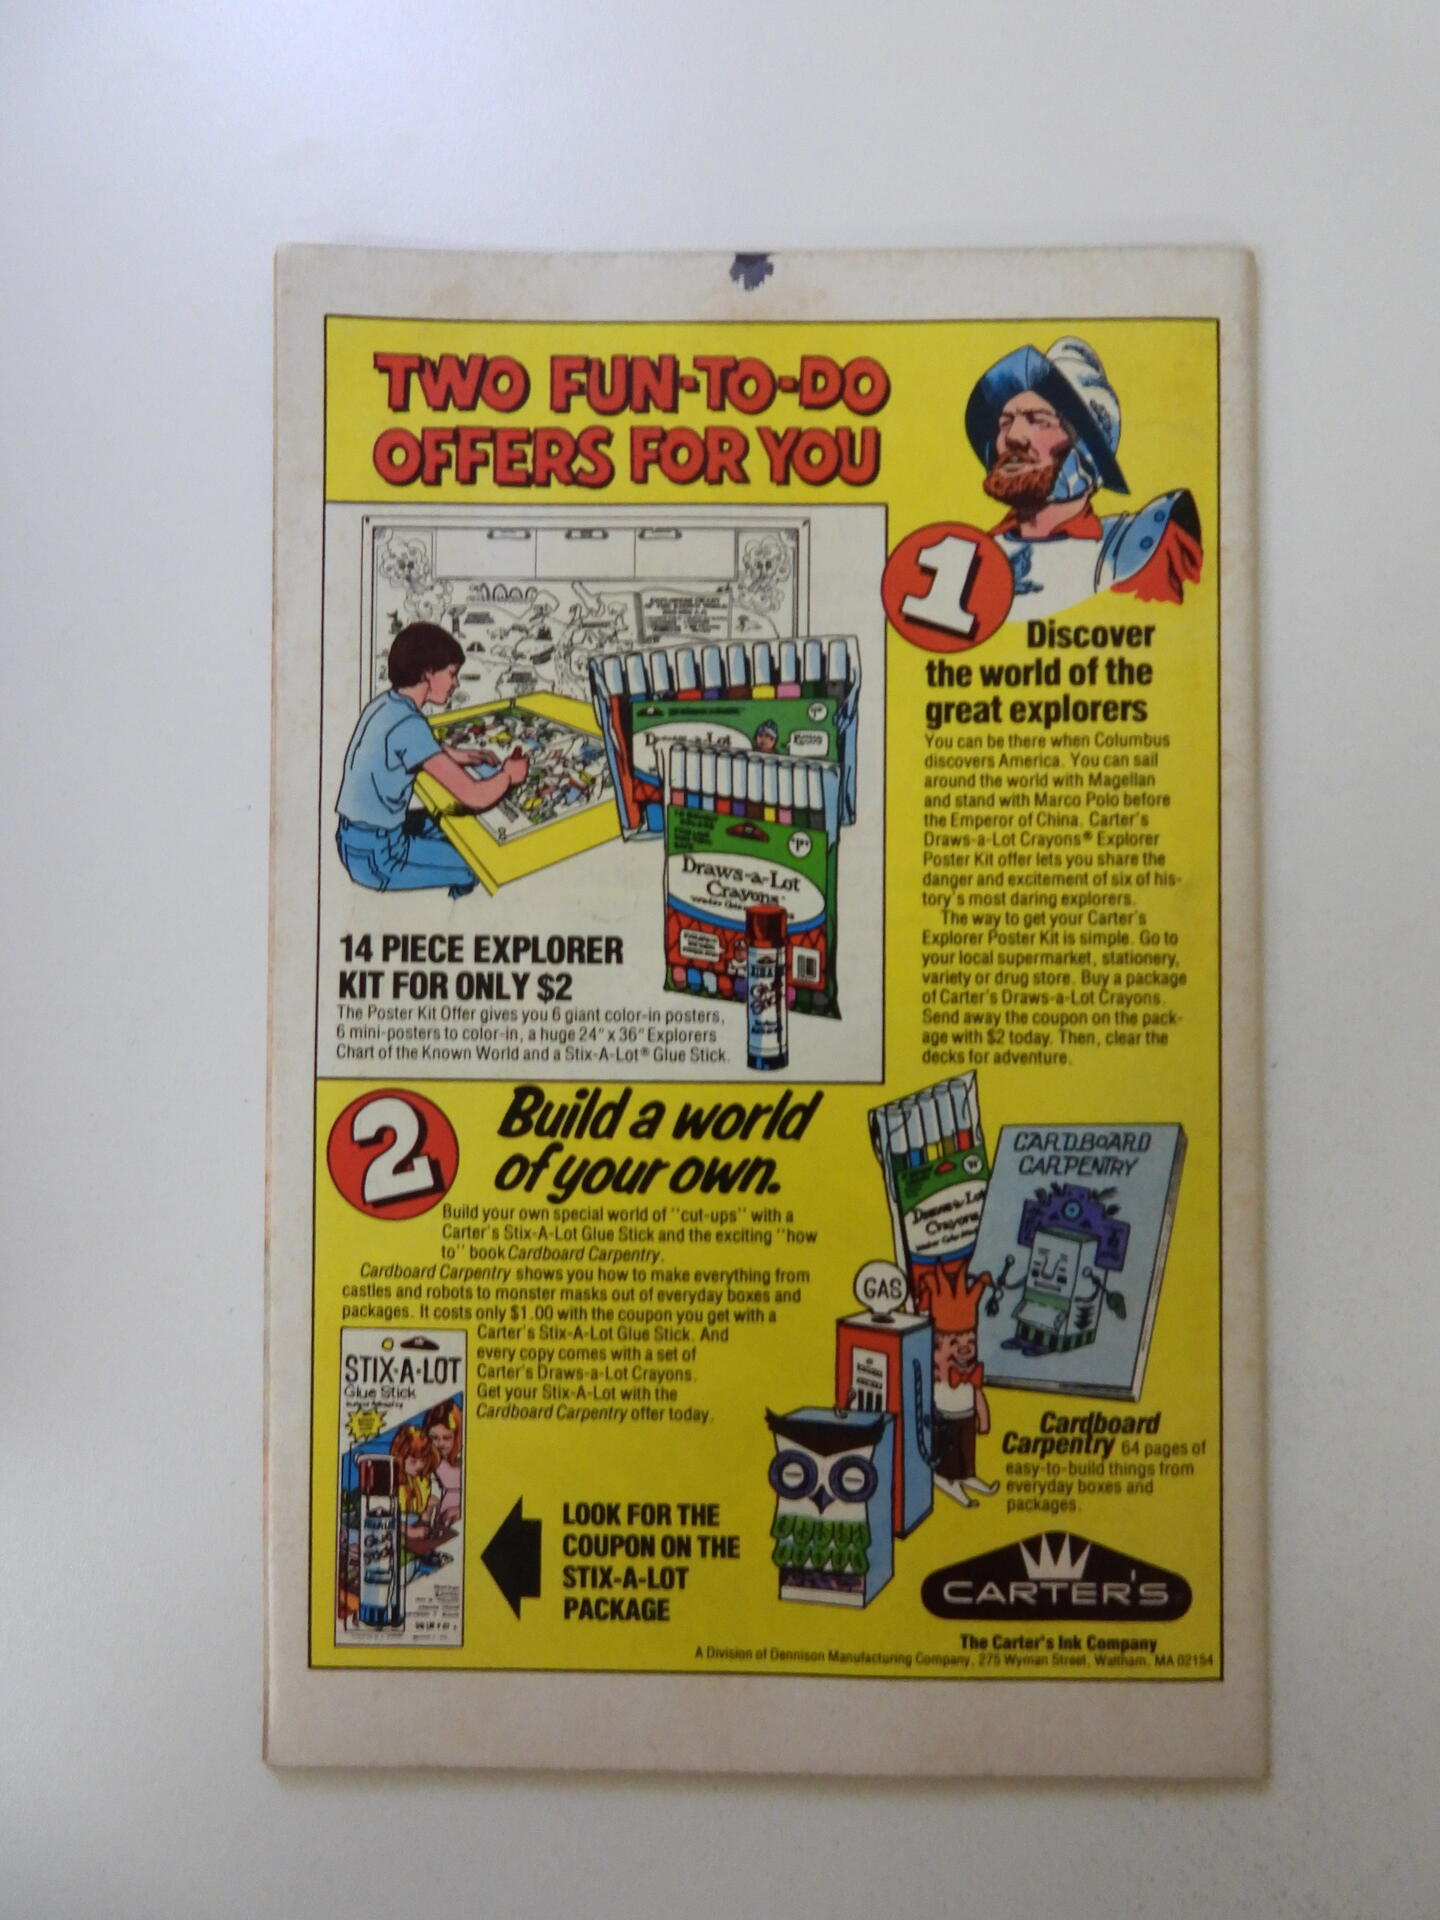 TWO FUN-TO-DO
OFFERS FOR YOU
1
Discover
the world of the
great explorers
You can be there when Columbus
discovers America. You can sail
around the world with Magellan
and stand with Marco Polo before
the Emperor of China. Carter's
Draws-a-Lot Crayons® Explorer
Poster Kit offer lets you share the
danger and excitement of six of his-
tory's most daring explorers.
The way to get your Carter's
Explorer Poster Kit is simple. Go to
your local supermarket, stationery,
variety or drug store. Buy a package
of Carter's Draws-a-Lot Crayons.
Send away the coupon on the pack-
age with $2 today. Then, clear the
decks for adventure.
Draws-a-Lot
Draws-a-Lot
Crayons
Glue
Stick
14 PIECE EXPLORER
KIT FOR ONLY $2
The Poster Kit Offer gives you 6 giant color-in posters,
6 mini-posters to color-in, a huge 24" x 36" Explorers
Chart of the Known World and a Stix-A-Lot® Glue Stick.
2
Build a world
of your own.
Build your own special world of "cut-ups" with a
Carter's Stix-A-Lot Glue Stick and the exciting "how
to" book Cardboard Carpentry.
Cardboard Carpentry shows you how to make everything from
castles and robots to monster masks out of everyday boxes and
packages. It costs only $1.00 with the coupon you get with a
Carter's Stix-A-Lot Glue Stick. And
every copy comes with a set of
Carter's Draws-a-Lot Crayons.
Get your Stix-A-Lot with the
Cardboard Carpentry offer today.
STIX-A-LOT
Glue Stick
Glue
Stick
LOOK FOR THE
COUPON ON THE
STIX-A-LOT
PACKAGE
Draws-a-Lot
Crayons
CARDBOARD
CARPENTRY
GAS
Cardboard
Carpentry 64 pages of
easy-to-build things from
everyday boxes and
packages.
CARTER'S
The Carter's Ink Company
A Division of Dennison Manufacturing Company, 275 Wyman Street, Waltham, MA 02154